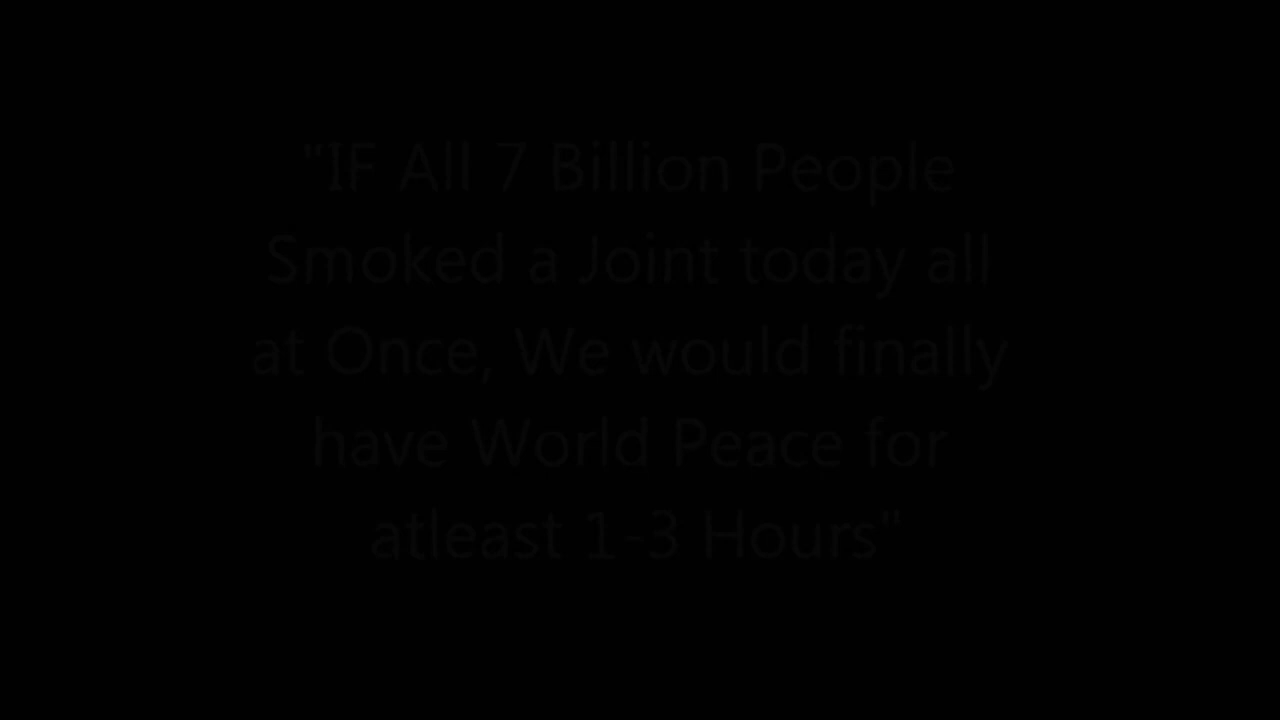 "IF All 7 Billion People
Smoked a Joint today all
at Once, We would finally
have World Peace for
atleast 1-3 Hours"